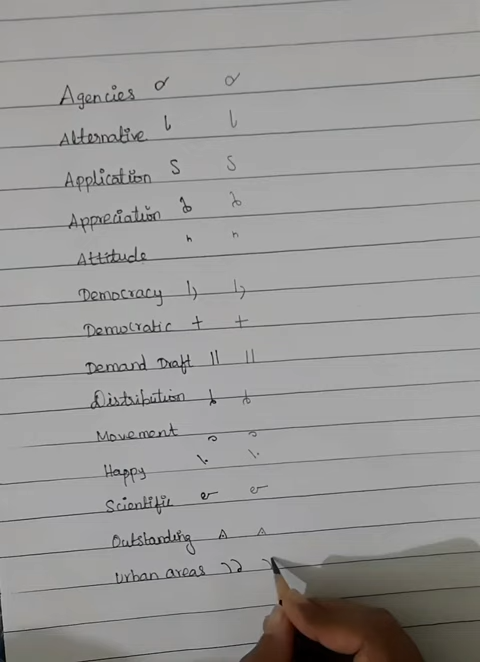 Agencies
Alternative
Application
Appreciation
Attitude
Democracy
Democratic
Demand Draft
Distribution
Movement
Happy
Scientific
Outstanding
Urban areas